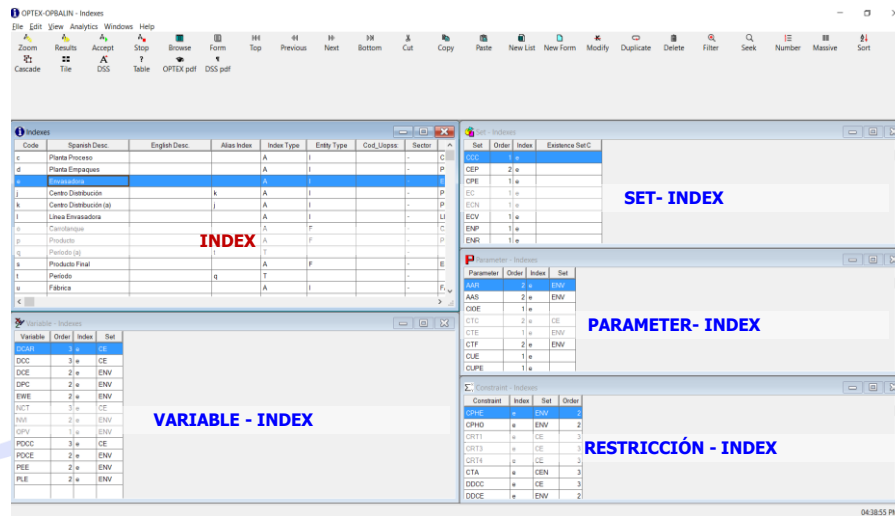 OPTEX-OPBALIN - Indexes
File Edit View Analytics Windows Help
Zoom Results Accept Stop Browse Form Top Previous Next Bottom Cut Copy Paste New List New Form Modify Duplicate Delete Filter Seek Number Massive Sort
Cascade Tile DSS Table OPTEX pdf DSS pdf
Indexes
Code Spanish Desc. English Desc. Alias Index Index Type Entity Type Cod_Uopss Sector
c Planta Proceso A I - C
d Planta Empaques A I - P
e Envasadora A I - E
j Centro Distribución k A I - P
k Centro Distribución (a) j A I - P
l Linea Envasadora A I - LI
o Carrotanque A F - C
p Producto A F - P
q Período (a) t T -
s Producto Final A F - E
t Período q T -
u Fábrica A I - F
INDEX
Set - Indexes
Set Order Index Existence Set C
CCC 1 e
CEP 2 e
CPE 1 e
EC 1 e
ECN 1 e
ECV 1 e
ENP 1 e
ENR 1 e
SET- INDEX
Parameter - Indexes
Parameter Order Index Set
AAR 2 e ENV
AAS 2 e ENV
CIOE 1 e
CTC 2 e CE
CTE 1 e ENV
CTF 2 e ENV
CUE 1 e
CUPE 1 e
PARAMETER- INDEX
Variable - Indexes
Variable Order Index Set
DCAR 3 e CE
DCC 3 e CE
DCE 2 e ENV
DPC 2 e ENV
EWE 2 e ENV
NCT 3 e CE
NVI 2 e ENV
OPV 1 e ENV
PDCC 3 e CE
PDCE 2 e ENV
PEE 2 e ENV
PLE 2 e ENV
VARIABLE - INDEX
Constraint - Indexes
Constraint Index Set Order
CPHE e ENV 2
CPHO e ENV 2
CRT1 e CE 3
CRT3 e CE 3
CRT4 e CE 3
CTA e CEN 3
DDCC e CE 3
DDCE e ENV 2
RESTRICCIÓN - INDEX
04:38:55 PM